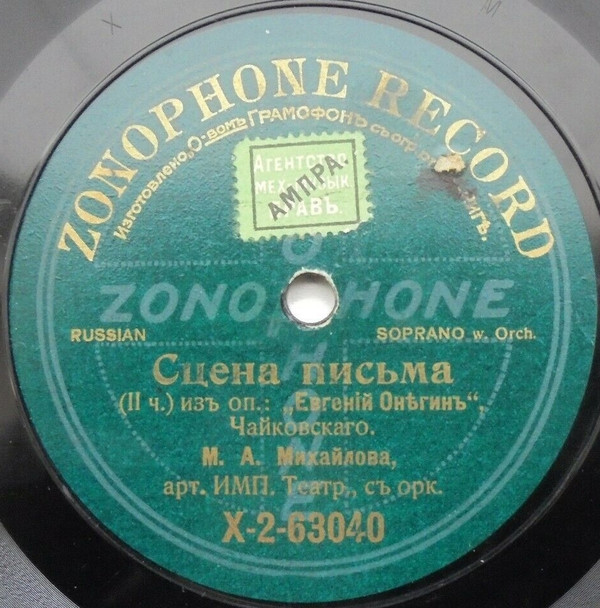 ZONOPHONE RECORD
Изготовлено О-вомъ ГРАМОФОНЪ съ огр.
АГЕНТСТВО
МЕХ
АМПРА
ПРАВЪ.
ZONOPHONE
RUSSIAN
SOPRANO w. Orch.
Сцена письма
(II ч.) изъ оп.: „Евгеній Онѣгинъ“,
Чайковскаго.
М. А. Михайлова,
арт. ИМП. Театр., съ орк.
X-2-63040
X
M